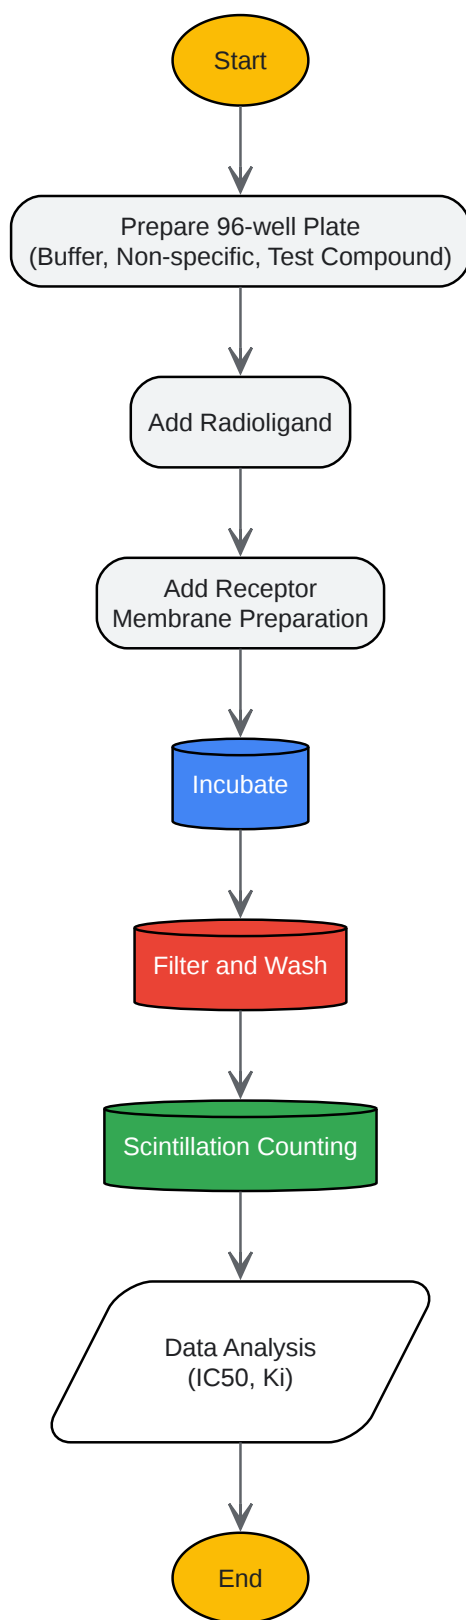 Start
Prepare 96-well Plate
(Buffer, Non-specific, Test Compound)
Add Radioligand
Add Receptor
Membrane Preparation
Incubate
Filter and Wash
Scintillation Counting
Data Analysis
(IC50, Ki)
End